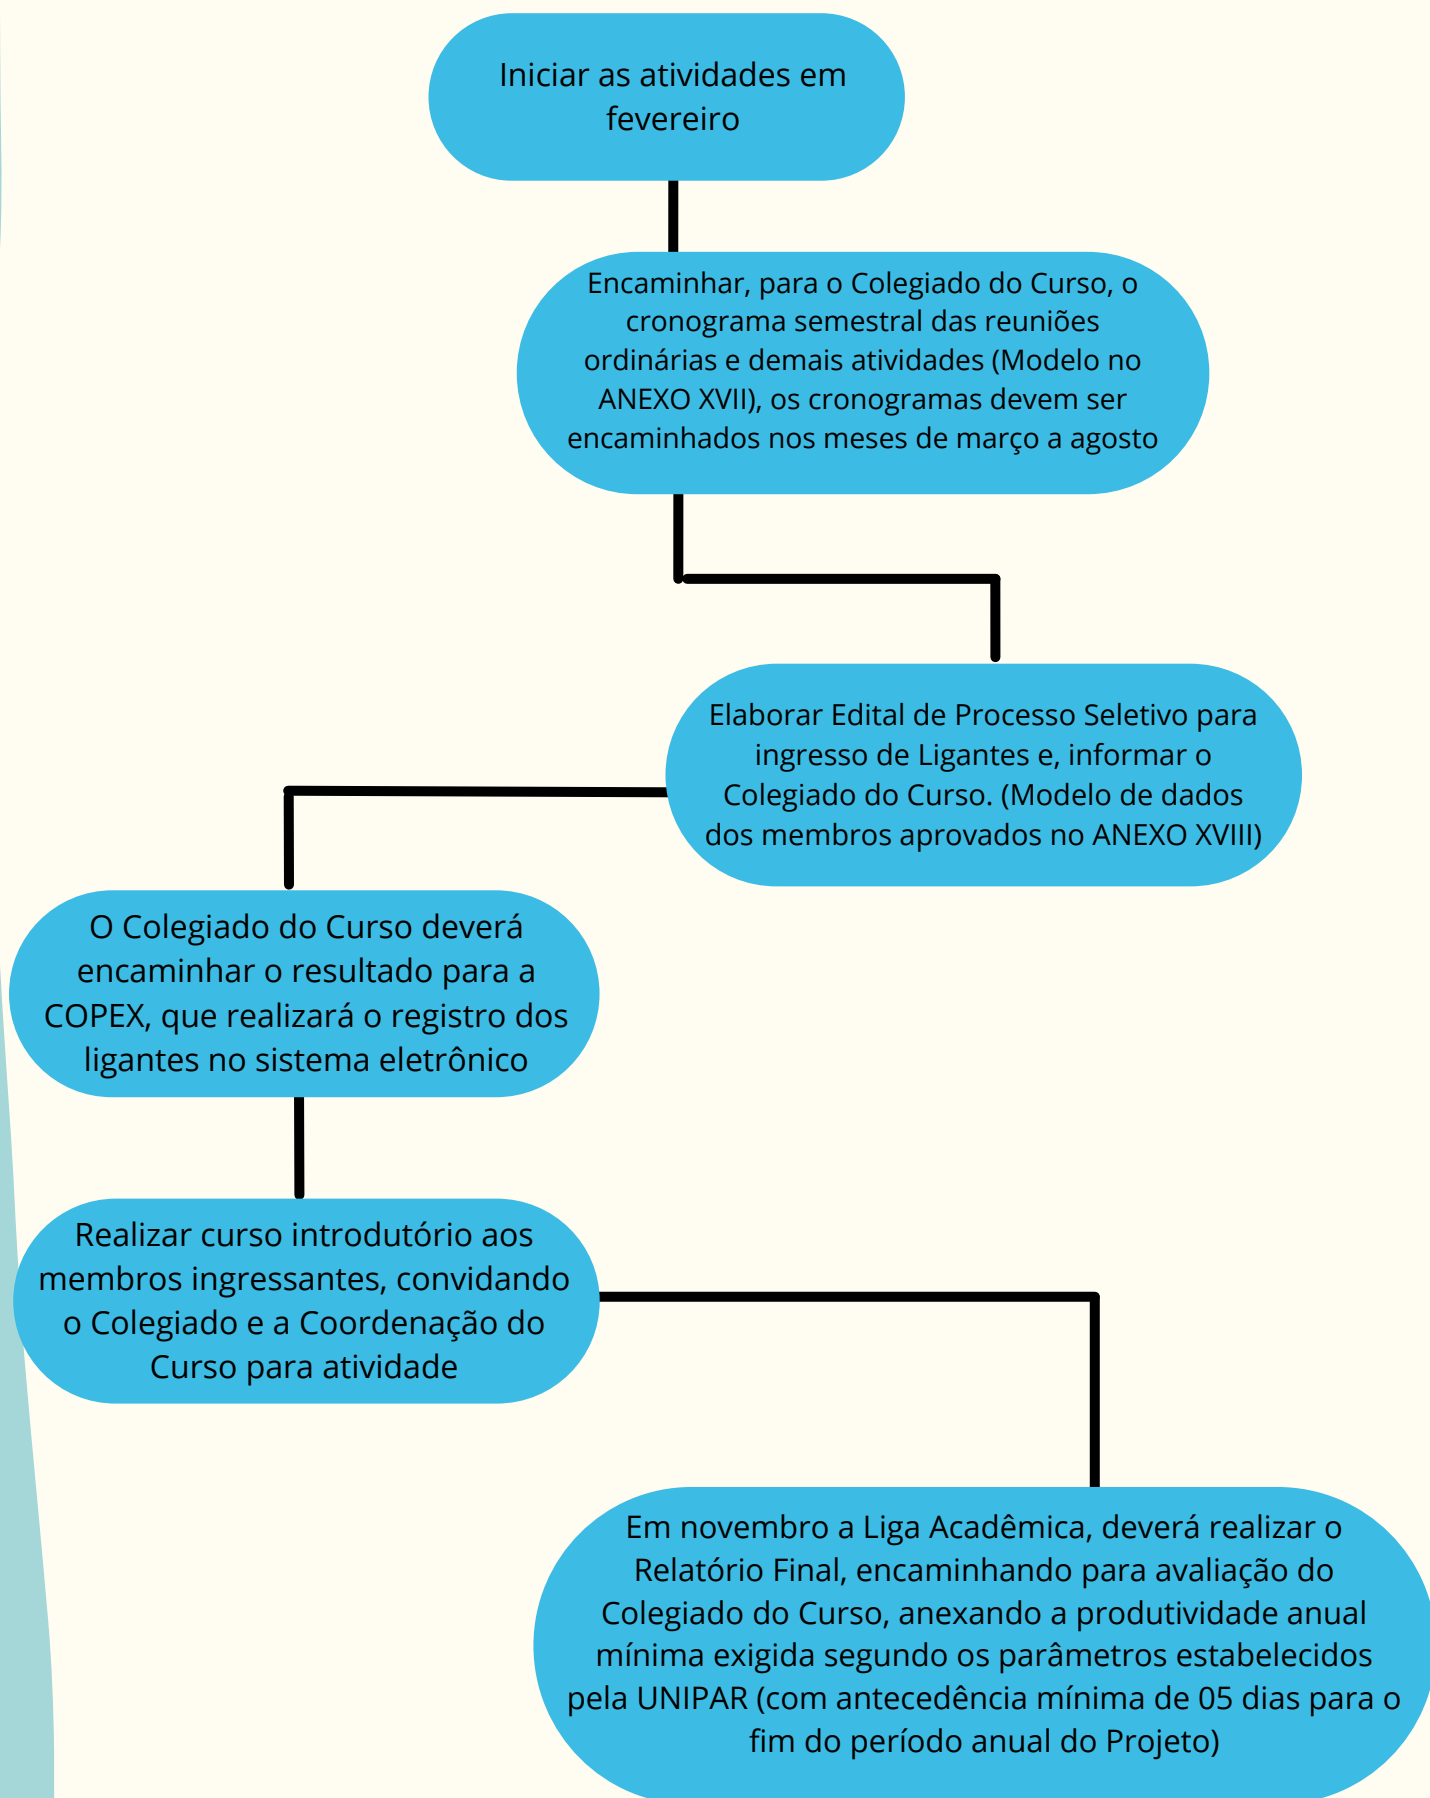 Iniciar as atividades em
fevereiro
Encaminhar, para o Colegiado do Curso, o
cronograma semestral das reuniões
ordinárias e demais atividades (Modelo no
ANEXO XVII), os cronogramas devem ser
encaminhados nos meses de março a agosto
Elaborar Edital de Processo Seletivo para
ingresso de Ligantes e, informar o
Colegiado do Curso. (Modelo de dados
dos membros aprovados no ANEXO XVIII)
O Colegiado do Curso deverá
encaminhar o resultado para a
COPEX, que realizará o registro dos
ligantes no sistema eletrônico
Realizar curso introdutório aos
membros ingressantes, convidando
o Colegiado e a Coordenação do
Curso para atividade
Em novembro a Liga Acadêmica, deverá realizar o
Relatório Final, encaminhando para avaliação do
Colegiado do Curso, anexando a produtividade anual
mínima exigida segundo os parâmetros estabelecidos
pela UNIPAR (com antecedência mínima de 05 dias para o
fim do período anual do Projeto)